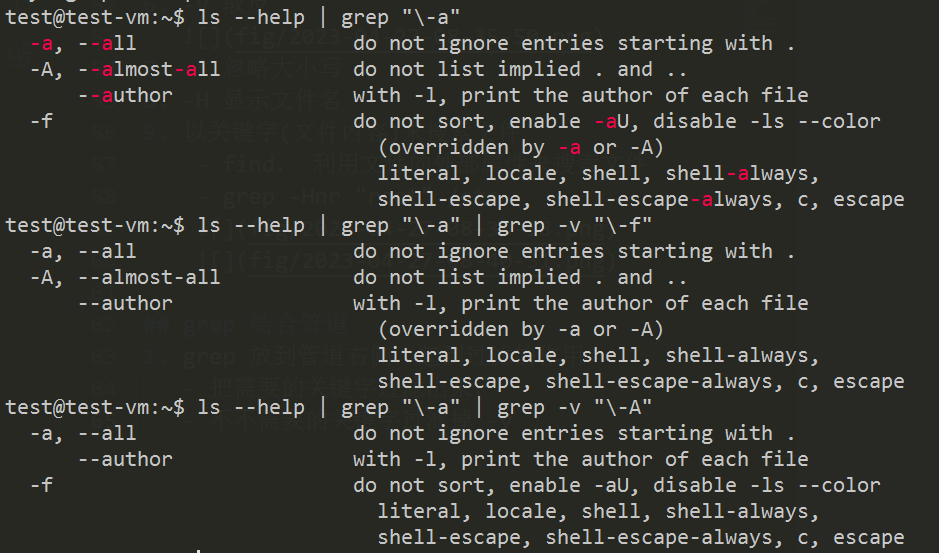 test@test-vm:~$ ls --help | grep "\-a"
-a, --all do not ignore entries starting with .
-A, --almost-all do not list implied . and ..
--author with -l, print the author of each file
-f do not sort, enable -aU, disable -ls --color
(overridden by -a or -A)
literal, locale, shell, shell-always,
shell-escape, shell-escape-always, c, escape
test@test-vm:~$ ls --help | grep "\-a" | grep -v "\-f"
-a, --all do not ignore entries starting with .
-A, --almost-all do not list implied . and ..
--author with -l, print the author of each file
(overridden by -a or -A)
literal, locale, shell, shell-always,
shell-escape, shell-escape-always, c, escape
test@test-vm:~$ ls --help | grep "\-a" | grep -v "\-A"
-a, --all do not ignore entries starting with .
--author with -l, print the author of each file
-f do not sort, enable -aU, disable -ls --color
literal, locale, shell, shell-always,
shell-escape, shell-escape-always, c, escape